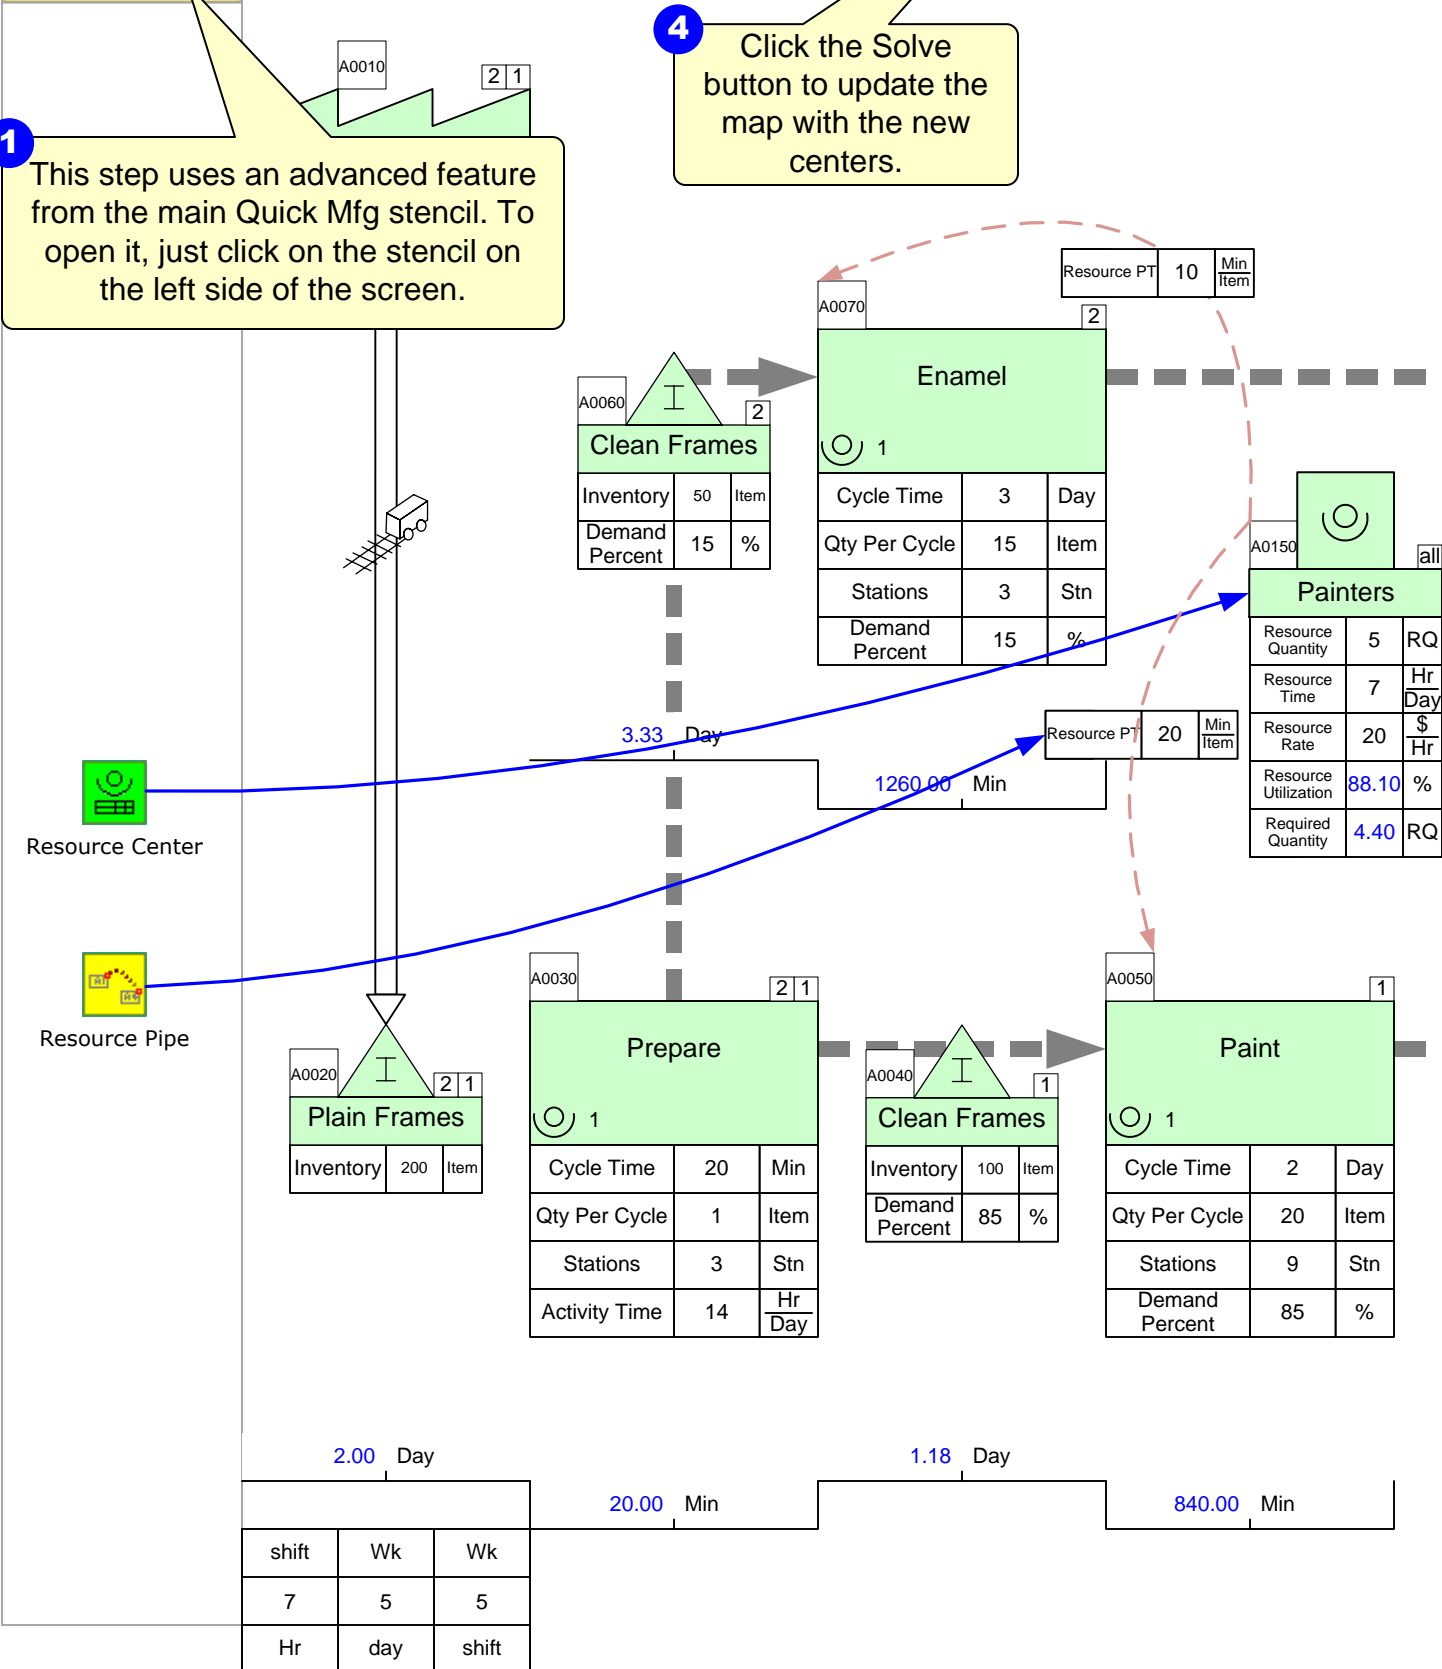 A0010
2 1
4
Click the Solve
button to update the
map with the new
centers.
1
This step uses an advanced feature
from the main Quick Mfg stencil. To
open it, just click on the stencil on
the left side of the screen.
Resource PT 10 Min
Item
A0070
2
Enamel
1
Cycle Time 3 Day
Qty Per Cycle 15 Item
Stations 3 Stn
Demand
Percent 15 %
A0060
I
2
Clean Frames
Inventory 50 Item
Demand
Percent 15 %
A0150
all
Painters
Resource
Quantity 5 RQ
Resource
Time 7 Hr
Day
Resource
Rate 20 $
Hr
Resource
Utilization 88.10 %
Required
Quantity 4.40 RQ
3.33 Day
1260.00 Min
Resource PT 20 Min
Item
Resource Center
Resource Pipe
A0020
I
2 1
Plain Frames
Inventory 200 Item
A0030
2 1
Prepare
1
Cycle Time 20 Min
Qty Per Cycle 1 Item
Stations 3 Stn
Activity Time 14 Hr
Day
A0040
I
1
Clean Frames
Inventory 100 Item
Demand
Percent 85 %
A0050
1
Paint
1
Cycle Time 2 Day
Qty Per Cycle 20 Item
Stations 9 Stn
Demand
Percent 85 %
2.00 Day
20.00 Min
1.18 Day
840.00 Min
shift Wk Wk
7 5 5
Hr day shift